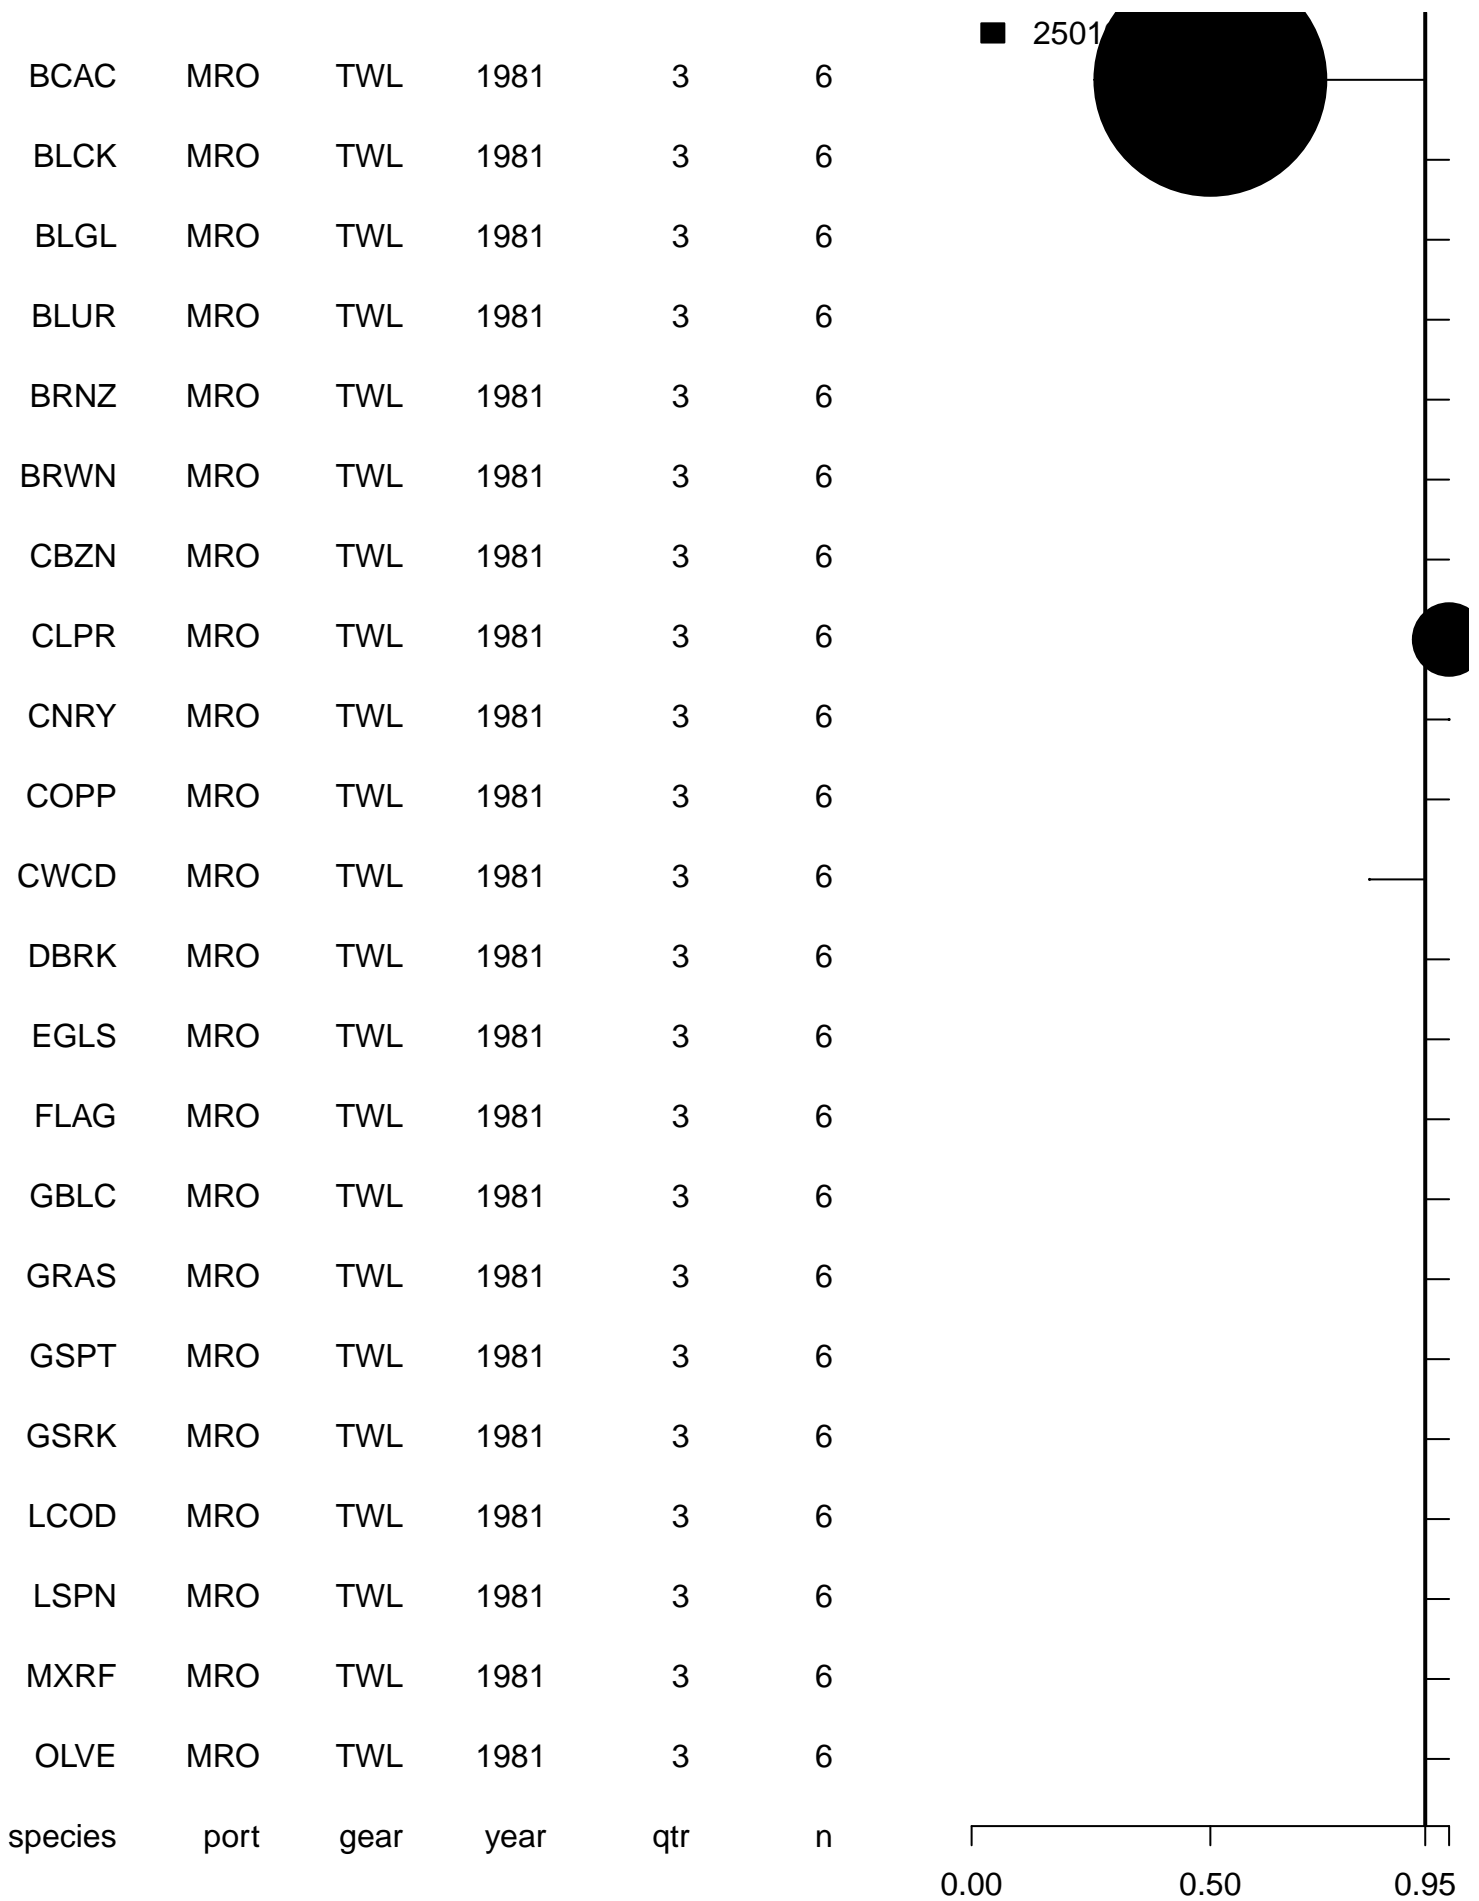 2501
BCAC MRO TWL 1981 3 6
BLCK MRO TWL 1981 3 6
BLGL MRO TWL 1981 3 6
BLUR MRO TWL 1981 3 6
BRNZ MRO TWL 1981 3 6
BRWN MRO TWL 1981 3 6
CBZN MRO TWL 1981 3 6
CLPR MRO TWL 1981 3 6
CNRY MRO TWL 1981 3 6
COPP MRO TWL 1981 3 6
CWCD MRO TWL 1981 3 6
DBRK MRO TWL 1981 3 6
EGLS MRO TWL 1981 3 6
FLAG MRO TWL 1981 3 6
GBLC MRO TWL 1981 3 6
GRAS MRO TWL 1981 3 6
GSPT MRO TWL 1981 3 6
GSRK MRO TWL 1981 3 6
LCOD MRO TWL 1981 3 6
LSPN MRO TWL 1981 3 6
MXRF MRO TWL 1981 3 6
OLVE MRO TWL 1981 3 6
species port gear year qtr n
0.00 0.50 0.95